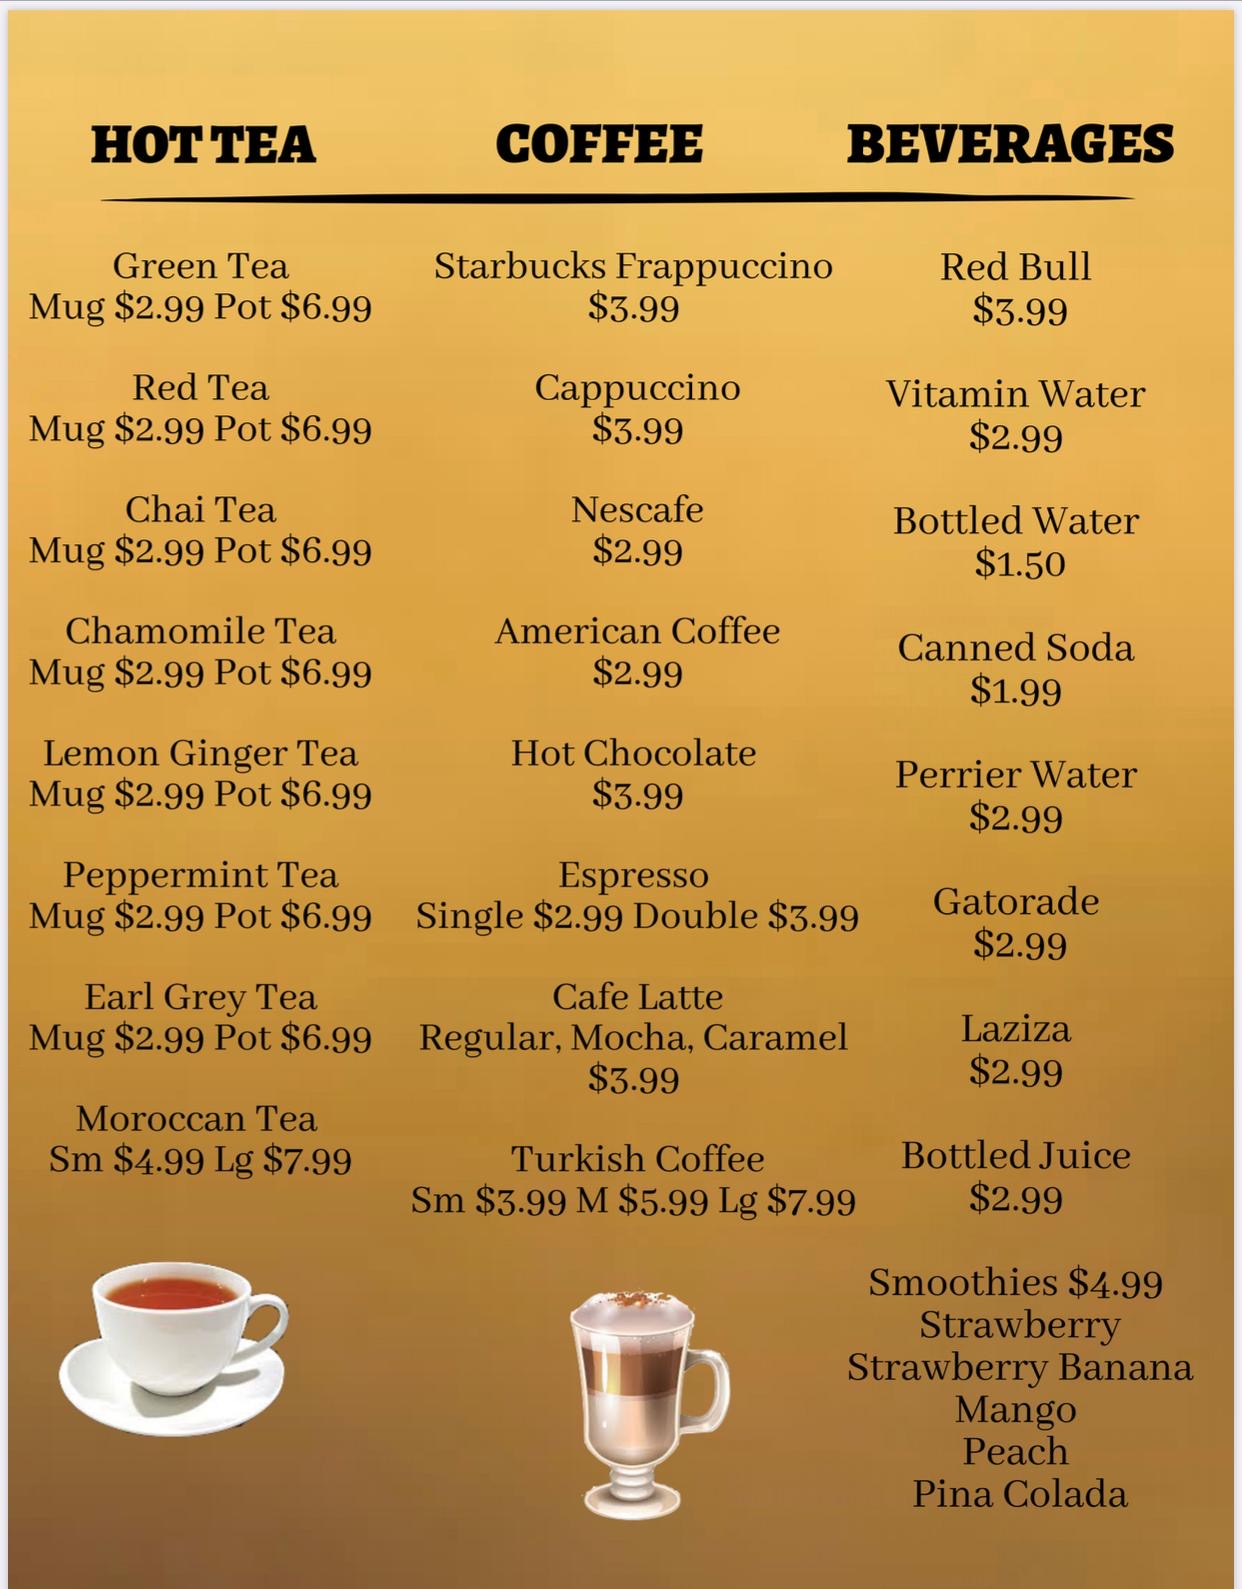 HOT TEA
Green Tea
Mug $2.99 Pot $6.99
Red Tea
Mug $2.99 Pot $6.99
Chai Tea
Mug $2.99 Pot $6.99
Chamomile Tea
Mug $2.99 Pot $6.99
Lemon Ginger Tea
Mug $2.99 Pot $6.99
Peppermint Tea
Mug $2.99 Pot $6.99
Earl Grey Tea
Mug $2.99 Pot $6.99
Moroccan Tea
Sm $4.99 Lg $7.99
COFFEE
Starbucks Frappuccino
$3.99
Cappuccino
$3.99
Nescafe
$2.99
American Coffee
$2.99
Hot Chocolate
$3.99
Espresso
Single $2.99 Double $3.99
Cafe Latte
Regular, Mocha, Caramel
$3.99
Turkish Coffee
Sm $3.99 M $5.99 Lg $7.99
BEVERAGES
Red Bull
$3.99
Vitamin Water
$2.99
Bottled Water
$1.50
Canned Soda
$1.99
Perrier Water
$2.99
Gatorade
$2.99
Laziza
$2.99
Bottled Juice
$2.99
Smoothies $4.99
Strawberry
Strawberry Banana
Mango
Peach
Pina Colada